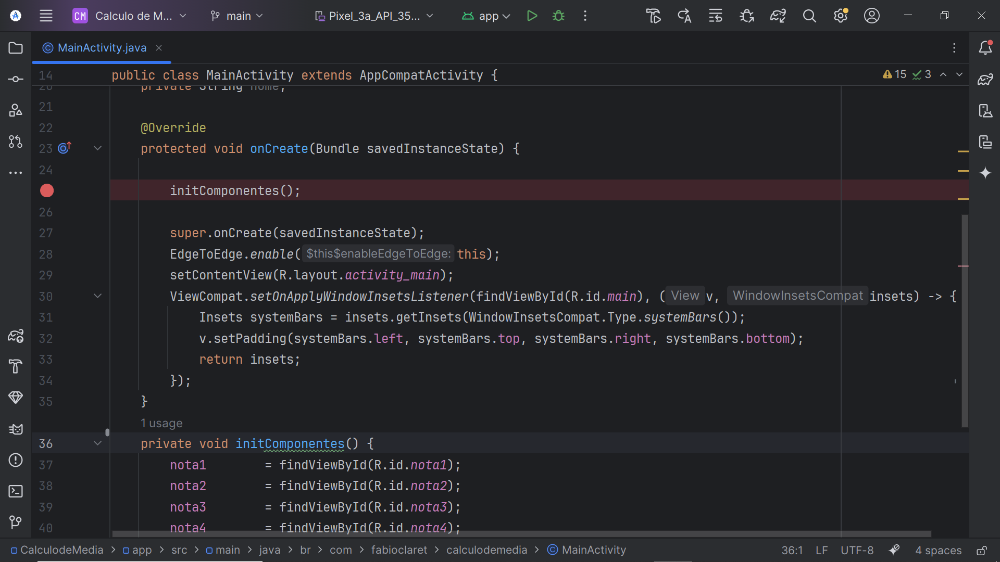 CM Calculo de M... main Pixel_3a_API_35... app
MainActivity.java
14 public class MainActivity extends AppCompatActivity { 15 3
20 private String nome;
21
22 @Override
23 protected void onCreate(Bundle savedInstanceState) {
24
initComponentes();
26
27 super.onCreate(savedInstanceState);
28 EdgeToEdge.enable( $this$enableEdgeToEdge: this);
29 setContentView(R.layout.activity_main);
30 ViewCompat.setOnApplyWindowInsetsListener(findViewById(R.id.main), ( View v, WindowInsetsCompat insets) -> {
31 Insets systemBars = insets.getInsets(WindowInsetsCompat.Type.systemBars());
32 v.setPadding(systemBars.left, systemBars.top, systemBars.right, systemBars.bottom);
33 return insets;
34 });
35 }
1 usage
36 private void initComponentes() {
37 nota1 = findViewById(R.id.nota1);
38 nota2 = findViewById(R.id.nota2);
39 nota3 = findViewById(R.id.nota3);
40 nota4 = findViewById(R.id.nota4);
CalculodeMedia > app > src > main > java > br > com > fabioclaret > calculodemedia > MainActivity 36:1 LF UTF-8 4 spaces